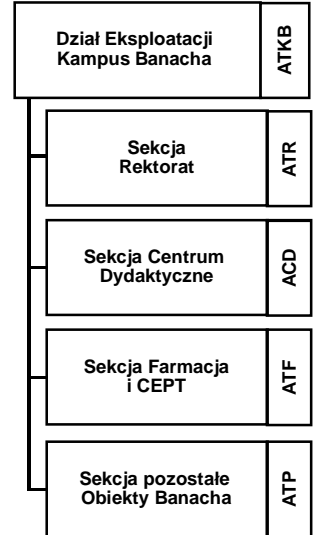 Dział Eksploatacji
Kampus Banacha
ATKB
Sekcja
Rektorat
ATR
Sekcja Centrum
Dydaktyczne
ACD
Sekcja Farmacja
i CEPT
ATF
Sekcja pozostałe
Obiekty Banacha
ATP